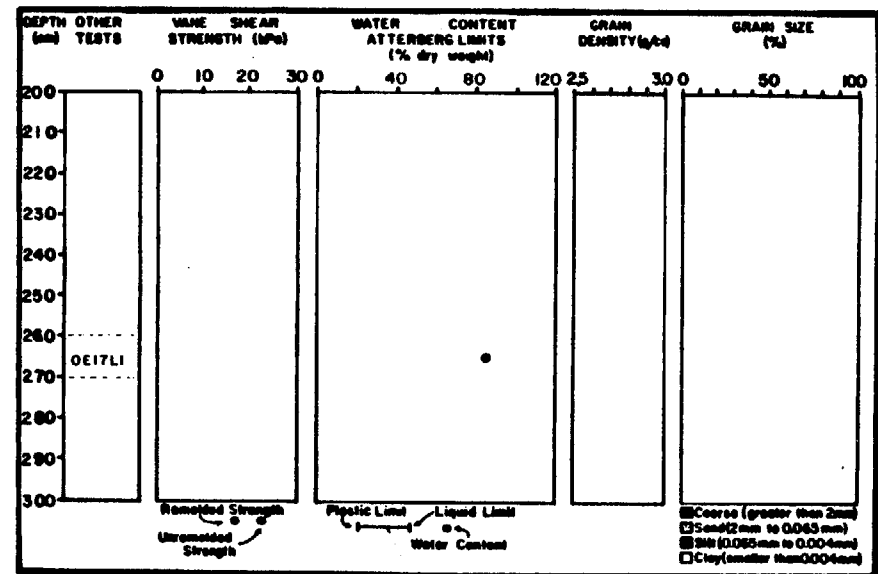 DEPTH OTHER VANE SHEAR WATER CONTENT GRAIN GRAIN SIZE
(cm) TESTS STRENGTH (kPa) ATTERBERG LIMITS DENSITY(g/cc) (%)
(% dry weight)
0 10 20 30 0 40 80 120 2.5 3.0 0 50 100
200
210
220
230
240
250
260
OE17L1
270
280
290
300
Remolded Strength Plastic Limit Liquid Limit
Unremolded Strength
Water Content
Coarse (greater than 2mm)
Sand(2mm to 0.063mm)
Silt(0.063mm to 0.004mm)
Clay(smaller than 0.004mm)